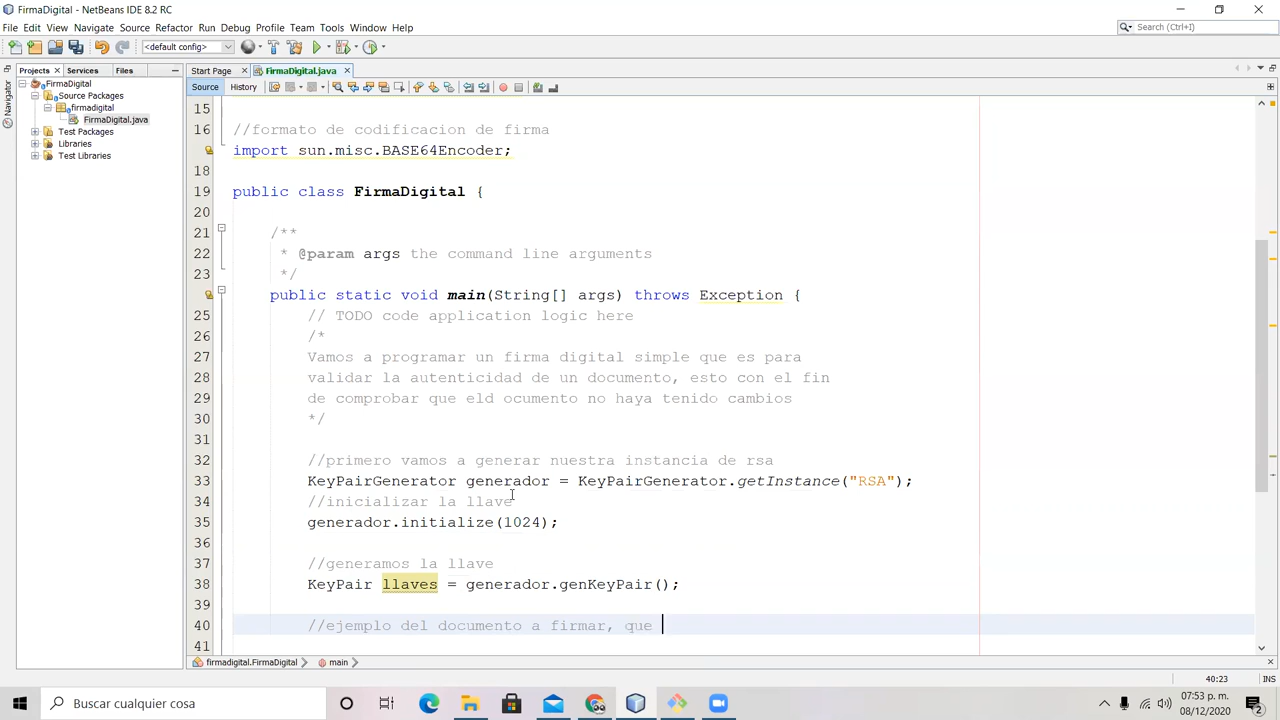 FirmaDigital - NetBeans IDE 8.2 RC
File Edit View Navigate Source Refactor Run Debug Profile Team Tools Window Help
Search (Ctrl+I)
<default config>
Projects Services Files
Start Page FirmaDigital.java
Source History
Navigator
FirmaDigital
Source Packages
firmadigital
FirmaDigital.java
Test Packages
Libraries
Test Libraries
15
16 //formato de codificacion de firma
import sun.misc.BASE64Encoder;
18
19 public class FirmaDigital {
20
21 /**
22 * @param args the command line arguments
23 */
public static void main(String[] args) throws Exception {
25 // TODO code application logic here
26 /*
27 Vamos a programar un firma digital simple que es para
28 validar la autenticidad de un documento, esto con el fin
29 de comprobar que eld ocumento no haya tenido cambios
30 */
31
32 //primero vamos a generar nuestra instancia de rsa
33 KeyPairGenerator generador = KeyPairGenerator.getInstance("RSA");
34 //inicializar la llave
35 generador.initialize(1024);
36
37 //generamos la llave
38 KeyPair llaves = generador.genKeyPair();
39
40 //ejemplo del documento a firmar, que
41
firmadigital.FirmaDigital main
40:23 INS
Buscar cualquier cosa
07:53 p. m.
08/12/2020
2